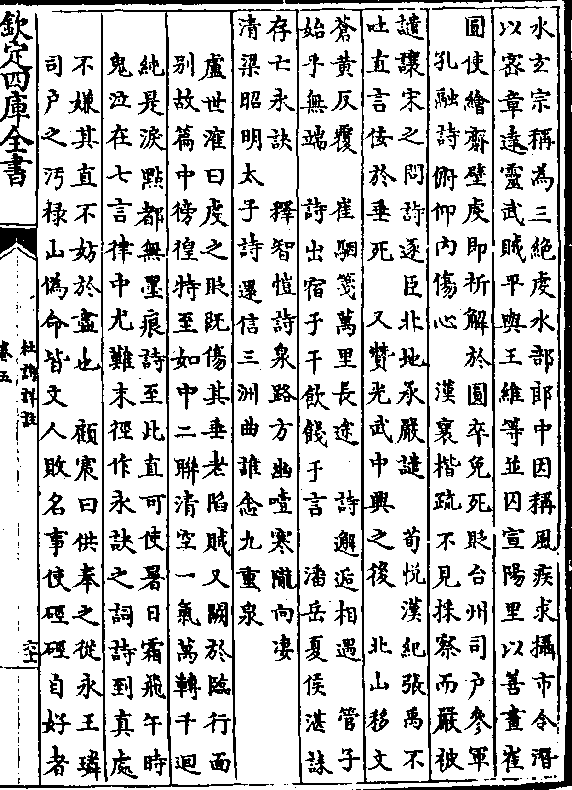 水玄宗稱為三絶虔水部郎中因稱風疾求攝市令潛
以宻章達靈武賊平與王維等並囚宣陽里以善畫崔
圓使繪齋壁虔即祈解於圓卒免死貶台州司户參軍
孔融詩俯仰内傷心　漢襄楷疏不見採察而嚴被
譴讓宋之問詩逐臣北地承嚴譴　荀悦漢紀張禹不
吐直言佞於垂死　又贊光武中興之後　北山移文
蒼黄反覆　崔駰箋萬里長途　詩邂逅相遇　管子
始乎無端　詩出宿于干飲餞于言　潘岳夏侯湛誄
存亡永訣　釋智愷詩泉路方幽噎寒隴向凄
清梁昭明太子詩還信三洲曲誰念九重泉
盧世㴶曰虔之貶既傷其垂老陷賊又闕於臨行面
别故篇中徬徨特至如中二聯清空一氣萬轉千迴
純是淚點都無墨痕詩至此直可使暑日霜飛午時
鬼泣在七言律中尤難末徑作永訣之詞詩到真處
不嫌其直不妨於盡也　顧宸曰供奉之從永王璘
司户之汚禄山偽命皆文人敗名事使硜硜自好者
欽定四庫全書
杜詩詳註
卷五
六十